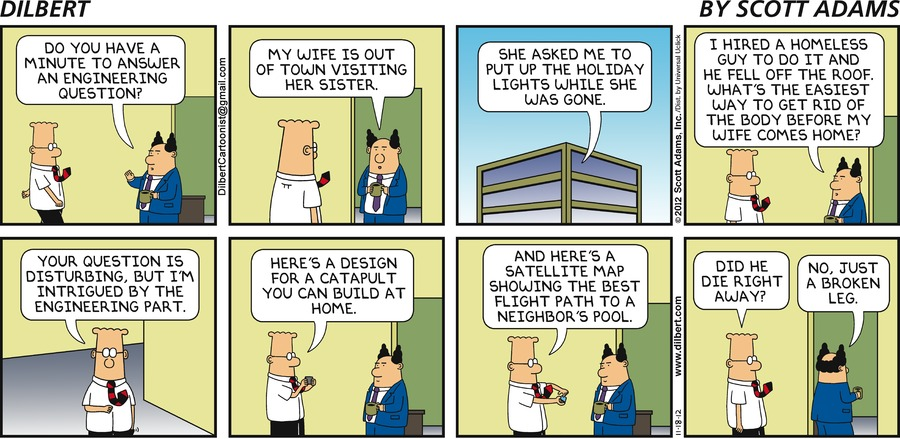 DILBERT
BY SCOTT ADAMS
DO YOU HAVE A
MINUTE TO ANSWER
AN ENGINEERING
QUESTION?
DilbertCartoonist@gmail.com
MY WIFE IS OUT
OF TOWN VISITING
HER SISTER.
SHE ASKED ME TO
PUT UP THE HOLIDAY
LIGHTS WHILE SHE
WAS GONE.
©2012 Scott Adams, Inc./Dist. by Universal Uclick
I HIRED A HOMELESS
GUY TO DO IT AND
HE FELL OFF THE ROOF.
WHAT'S THE EASIEST
WAY TO GET RID OF
THE BODY BEFORE MY
WIFE COMES HOME?
YOUR QUESTION IS
DISTURBING, BUT I'M
INTRIGUED BY THE
ENGINEERING PART.
HERE'S A DESIGN
FOR A CATAPULT
YOU CAN BUILD AT
HOME.
AND HERE'S A
SATELLITE MAP
SHOWING THE BEST
FLIGHT PATH TO A
NEIGHBOR'S POOL.
11-18-12 www.dilbert.com
DID HE
DIE RIGHT
AWAY?
NO, JUST
A BROKEN
LEG.